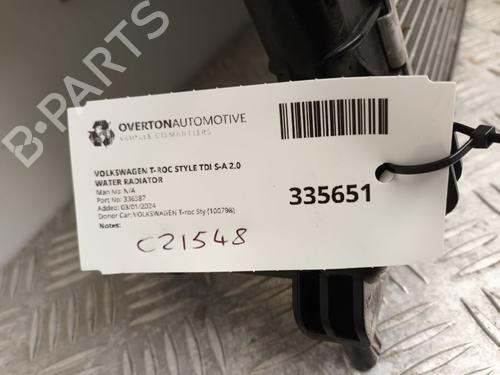 B-PARTS
OVERTONAUTOMOTIVE
VEHICLE DISMANTLERS
VOLKSWAGEN T-ROC STYLE TDI S-A 2.0
WATER RADIATOR
Man No: N/A
Part No: 336387
Added: 03/01/2024
Donor Car: VOLKSWAGEN T-roc Sty (100798)
Notes:
C21548
335651